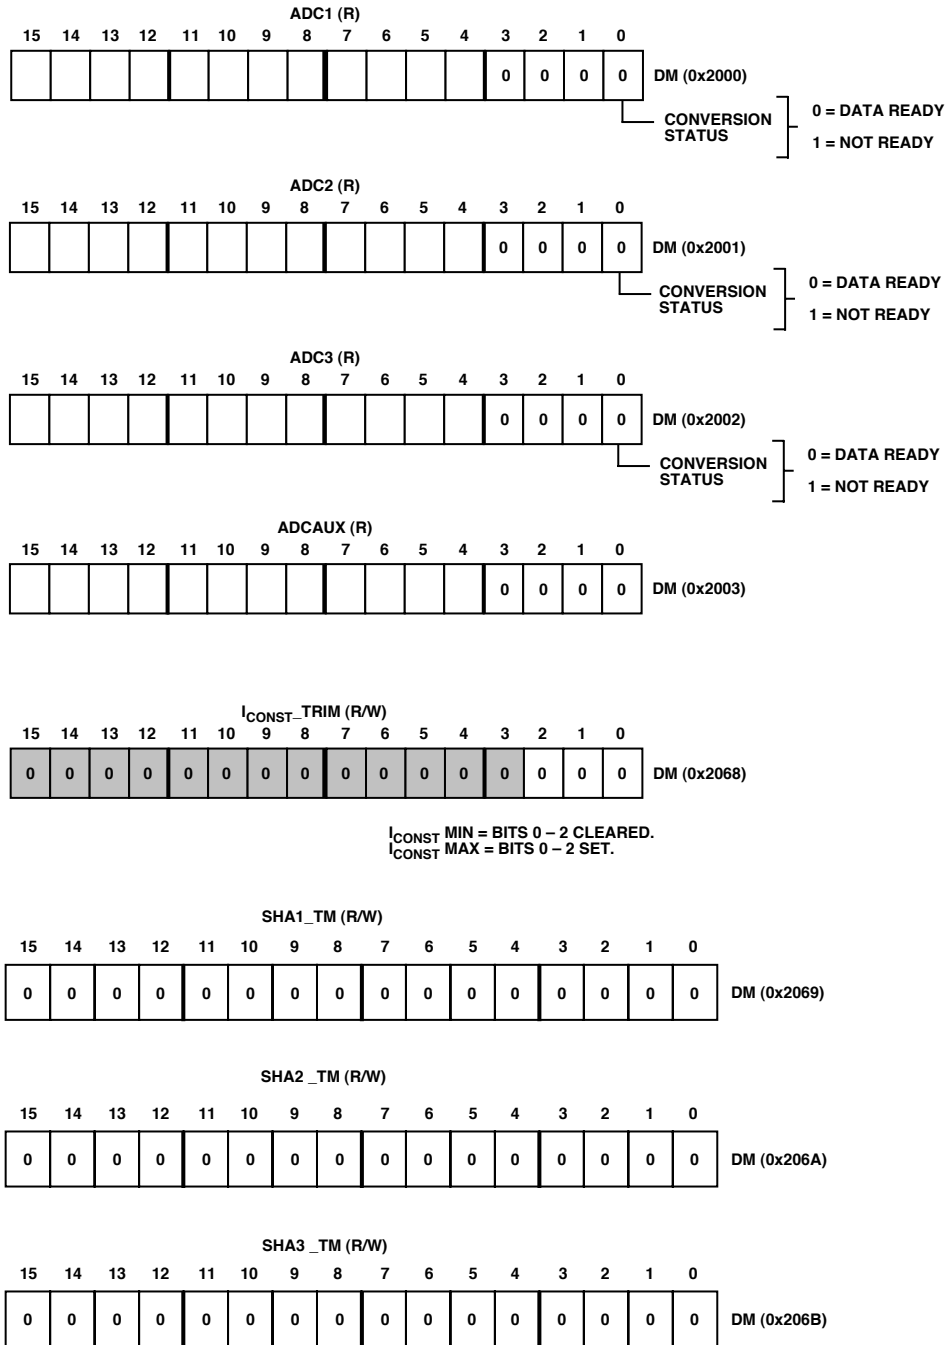 ADC1 (R)
15 14 13 12 11 10 9 8 7 6 5 4 3 2 1 0
0 0 0 0 DM (0x2000)
CONVERSION STATUS
0 = DATA READY
1 = NOT READY
ADC2 (R)
15 14 13 12 11 10 9 8 7 6 5 4 3 2 1 0
0 0 0 0 DM (0x2001)
CONVERSION STATUS
0 = DATA READY
1 = NOT READY
ADC3 (R)
15 14 13 12 11 10 9 8 7 6 5 4 3 2 1 0
0 0 0 0 DM (0x2002)
CONVERSION STATUS
0 = DATA READY
1 = NOT READY
ADCAUX (R)
15 14 13 12 11 10 9 8 7 6 5 4 3 2 1 0
0 0 0 0 DM (0x2003)
ICONST_TRIM (R/W)
15 14 13 12 11 10 9 8 7 6 5 4 3 2 1 0
0 0 0 0 0 0 0 0 0 0 0 0 0 0 0 0 DM (0x2068)
ICONST MIN = BITS 0 – 2 CLEARED.
ICONST MAX = BITS 0 – 2 SET.
SHA1_TM (R/W)
15 14 13 12 11 10 9 8 7 6 5 4 3 2 1 0
0 0 0 0 0 0 0 0 0 0 0 0 0 0 0 0 DM (0x2069)
SHA2 _TM (R/W)
15 14 13 12 11 10 9 8 7 6 5 4 3 2 1 0
0 0 0 0 0 0 0 0 0 0 0 0 0 0 0 0 DM (0x206A)
SHA3 _TM (R/W)
15 14 13 12 11 10 9 8 7 6 5 4 3 2 1 0
0 0 0 0 0 0 0 0 0 0 0 0 0 0 0 0 DM (0x206B)